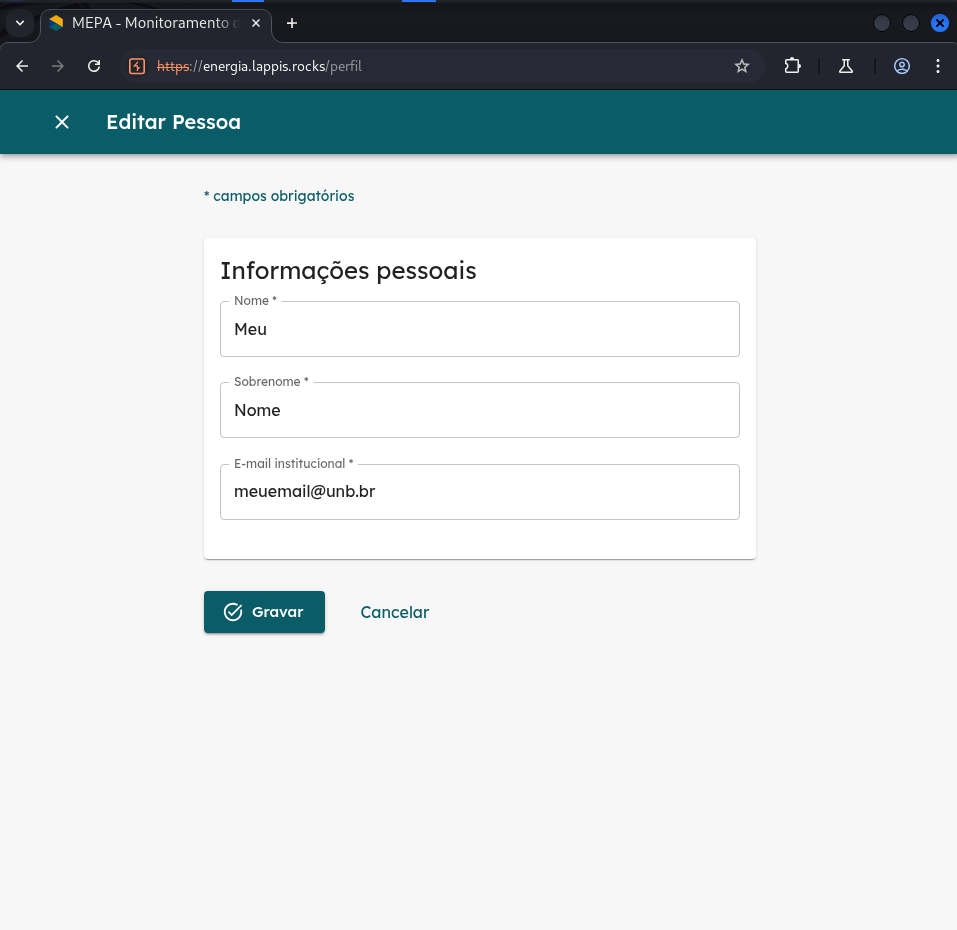 MEPA - Monitoramento
https://energia.lappis.rocks/perfil
Editar Pessoa
* campos obrigatórios
Informações pessoais
Nome *
Meu
Sobrenome *
Nome
E-mail institucional *
meuemail@unb.br
Gravar
Cancelar